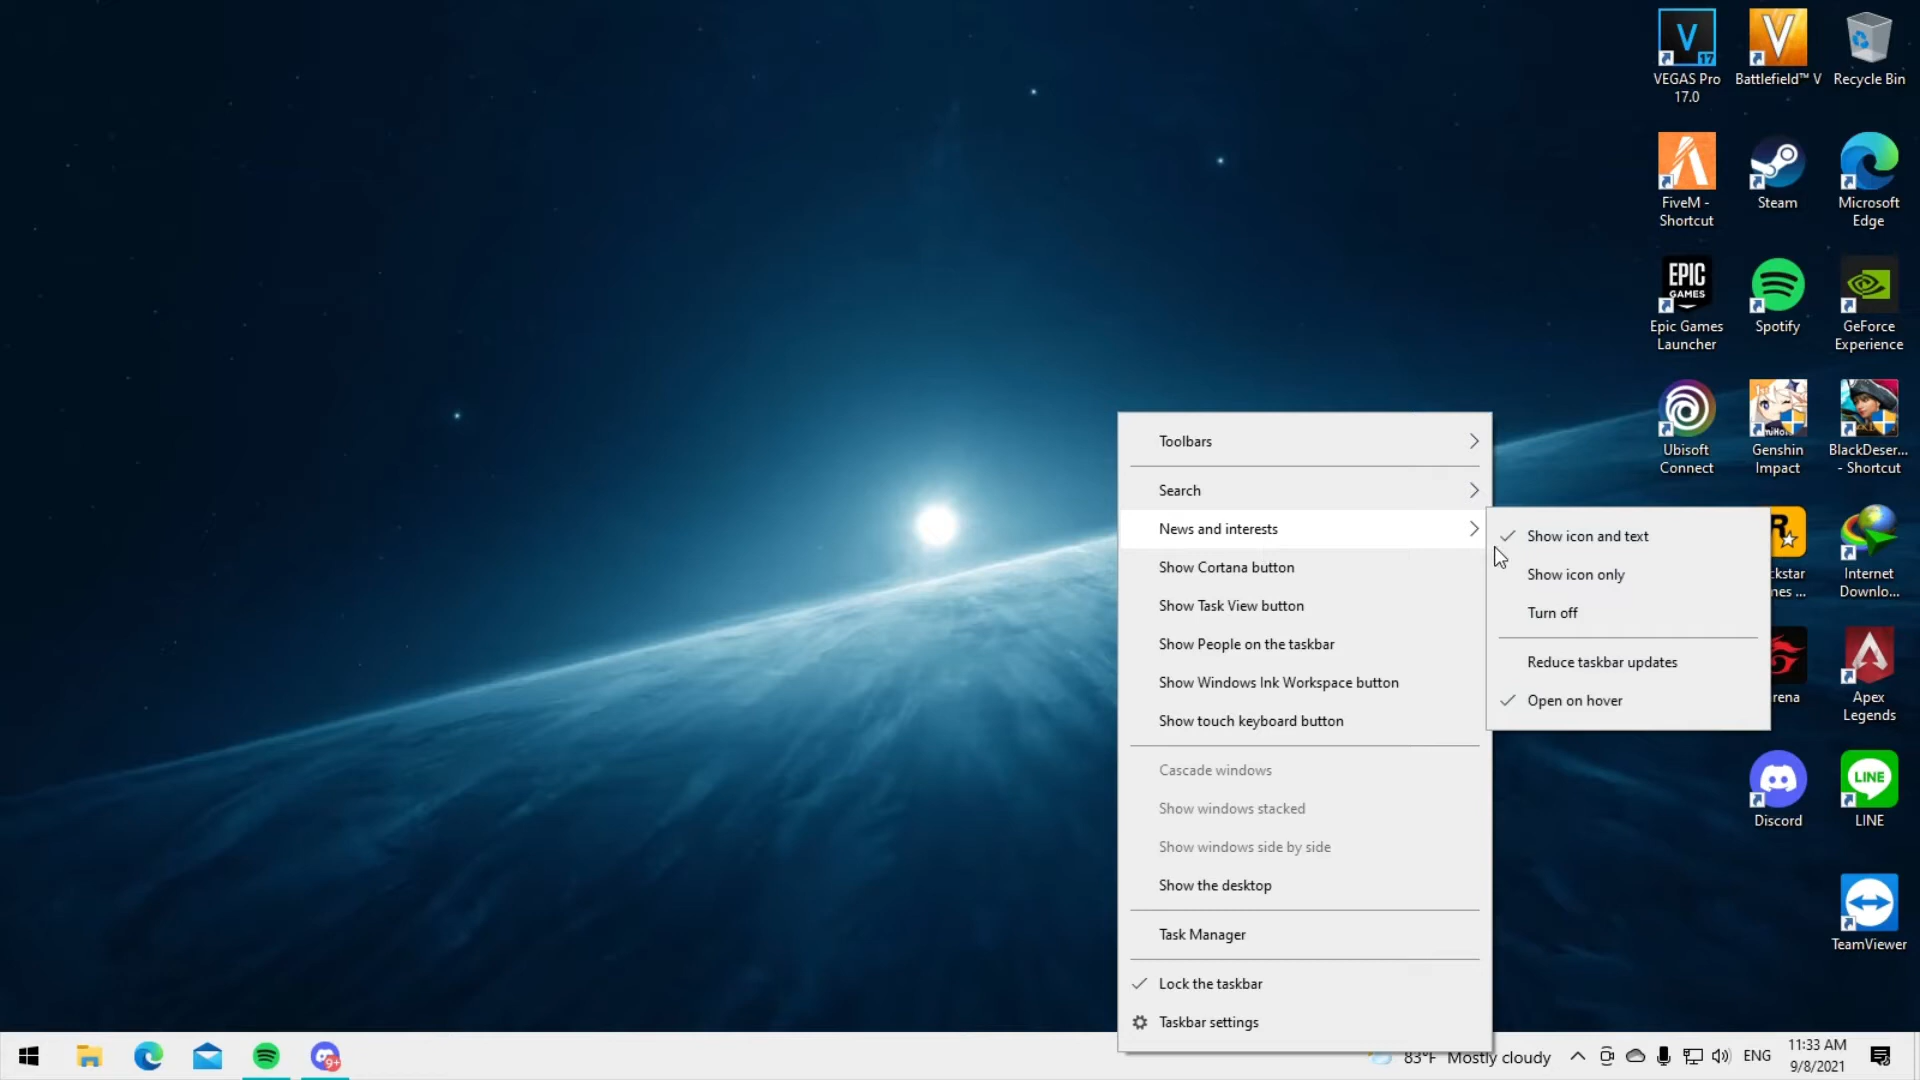 VEGAS Pro
17.0
Battlefield™ V
Recycle Bin
FiveM -
Shortcut
Steam
Microsoft
Edge
EPIC
GAMES
Epic Games
Launcher
Spotify
GeForce
Experience
Ubisoft
Connect
Genshin
Impact
BlackDeser...
- Shortcut
Toolbars
Search
News and interests
Show Cortana button
Show Task View button
Show People on the taskbar
Show Windows Ink Workspace button
Show touch keyboard button
Cascade windows
Show windows stacked
Show windows side by side
Show the desktop
Task Manager
Lock the taskbar
Taskbar settings
Show icon and text
Show icon only
Turn off
Reduce taskbar updates
Open on hover
ckstar
nes ...
Internet
Downlo...
rena
Apex
Legends
Discord
LINE
LINE
TeamViewer
9+
83°F Mostly cloudy
ENG
11:33 AM
9/8/2021